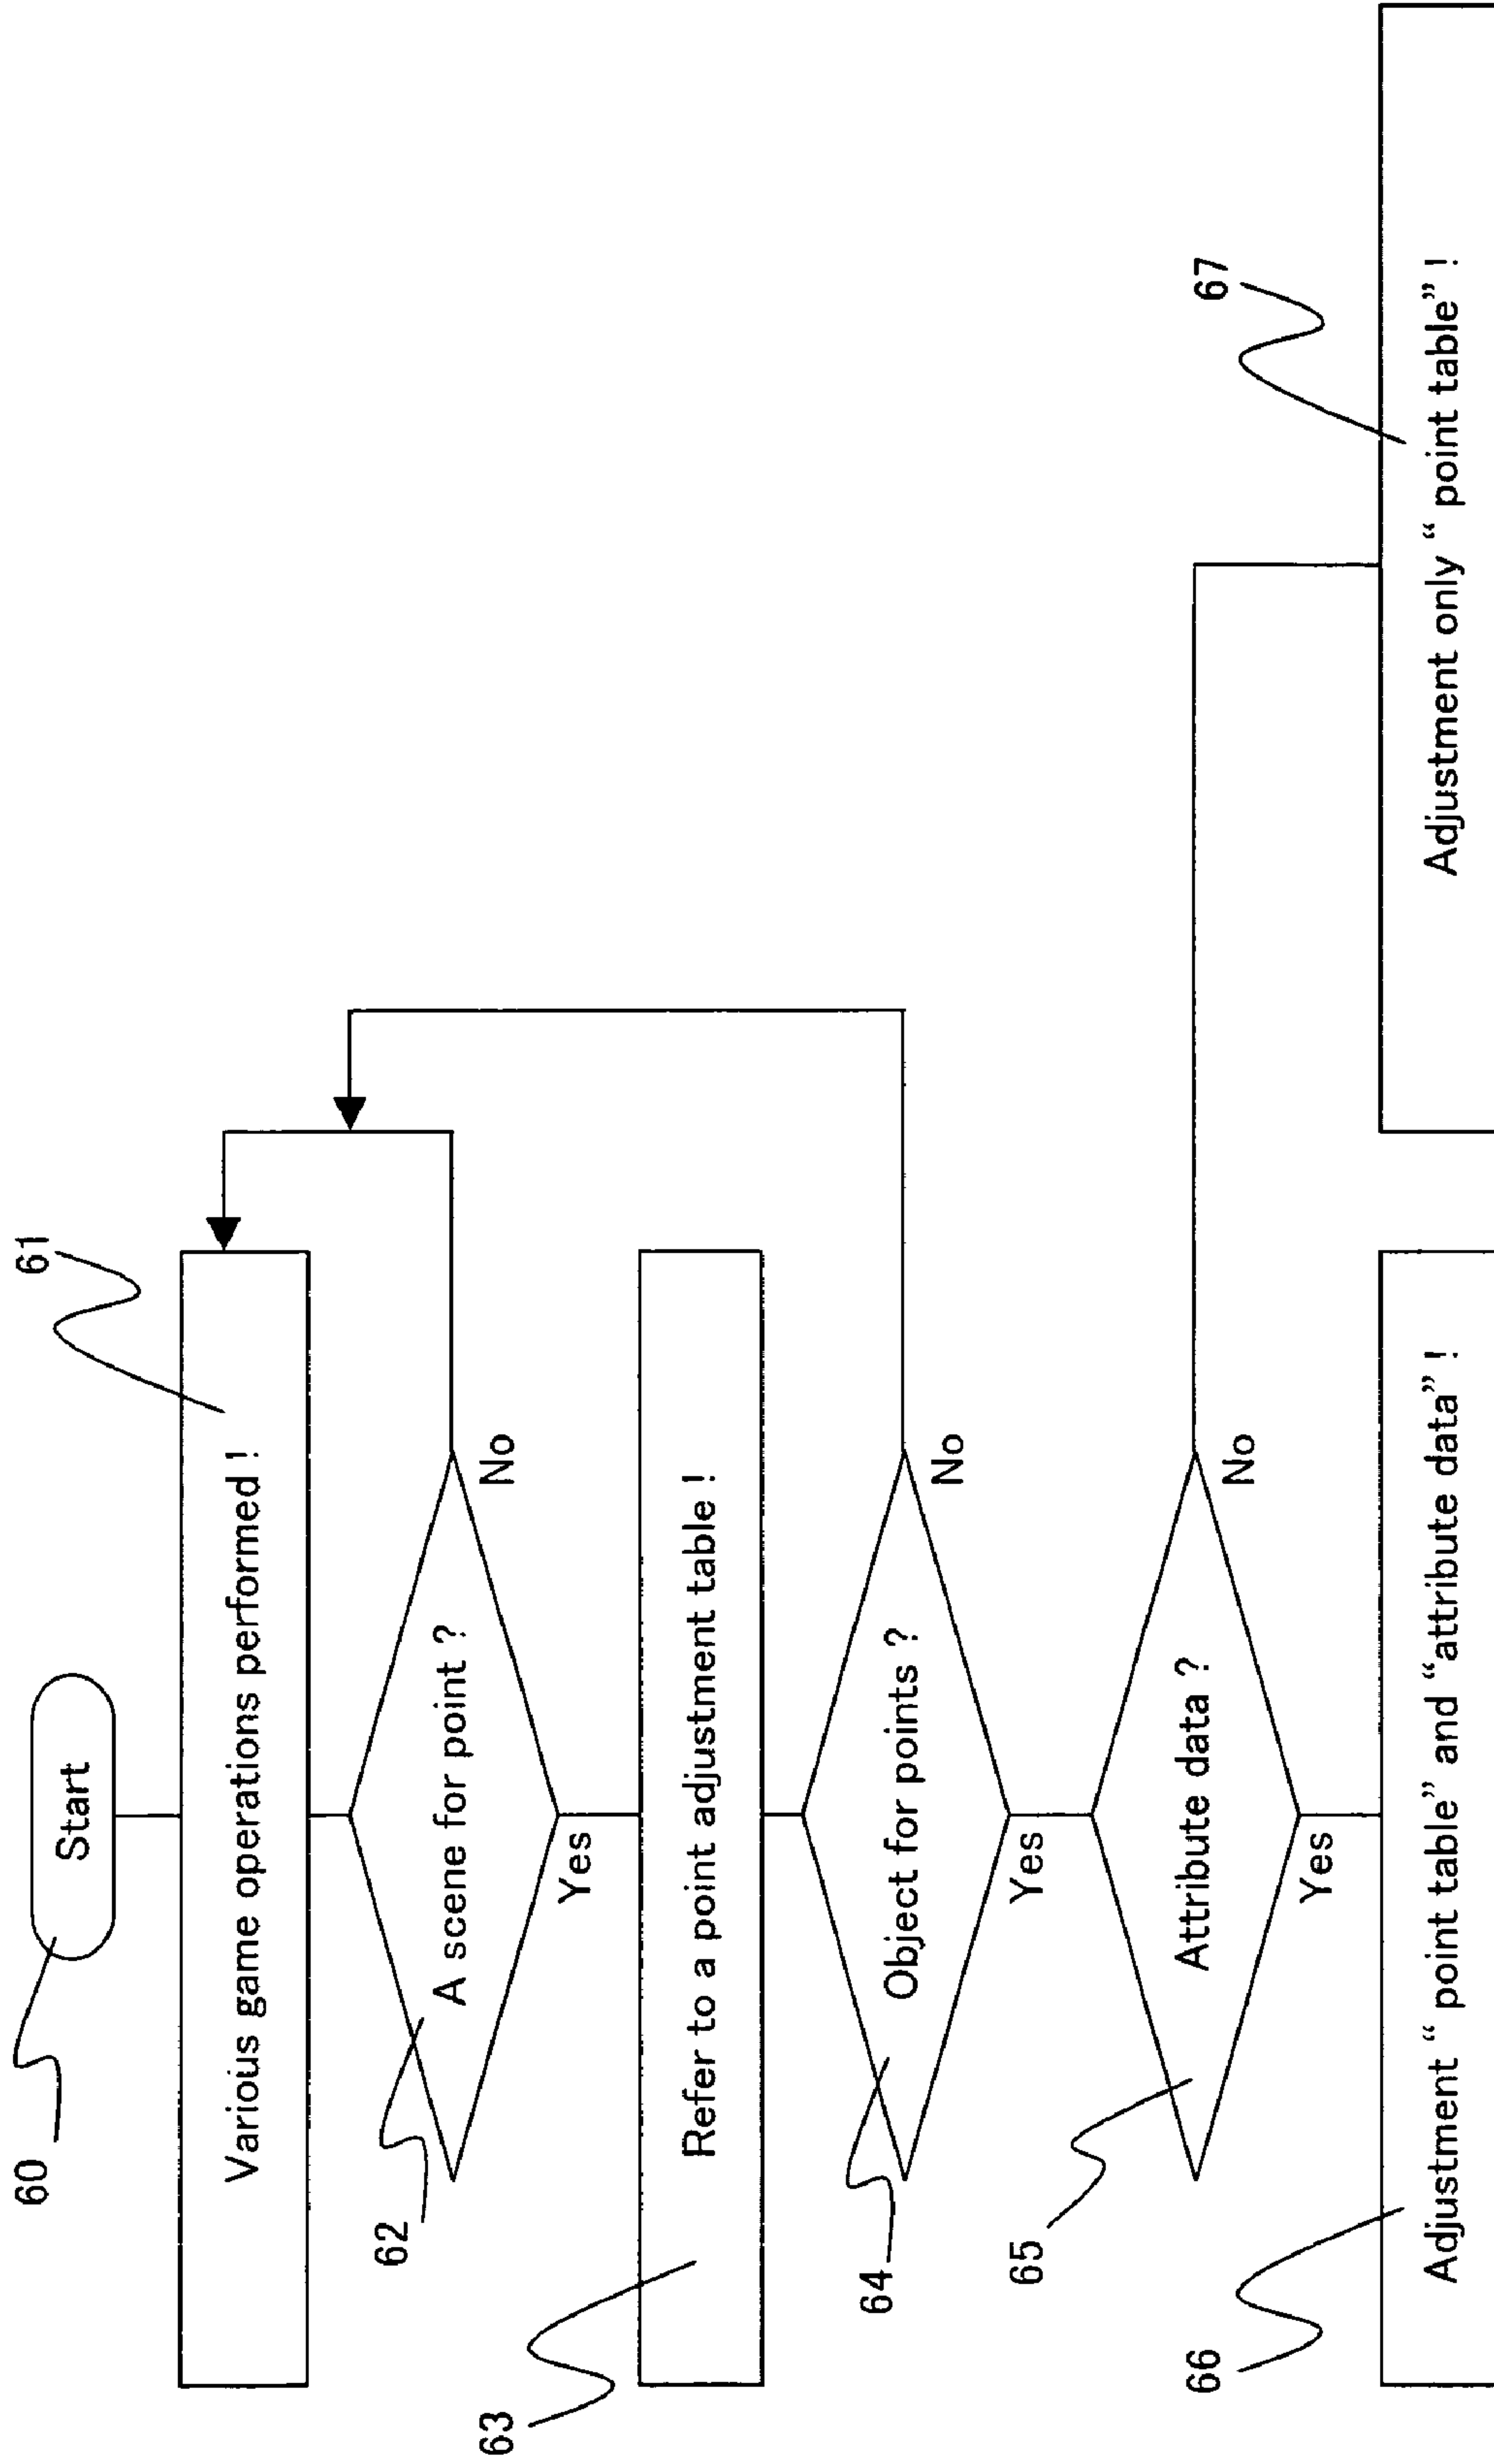 60
Start
61
Various game operations performed !
62
A scene for point ?
No
Yes
63
Refer to a point adjustment table !
64
Object for points ?
No
Yes
65
Attribute data ?
No
Yes
66
Adjustment “ point table” and “attribute data” !
67
Adjustment only “ point table” !